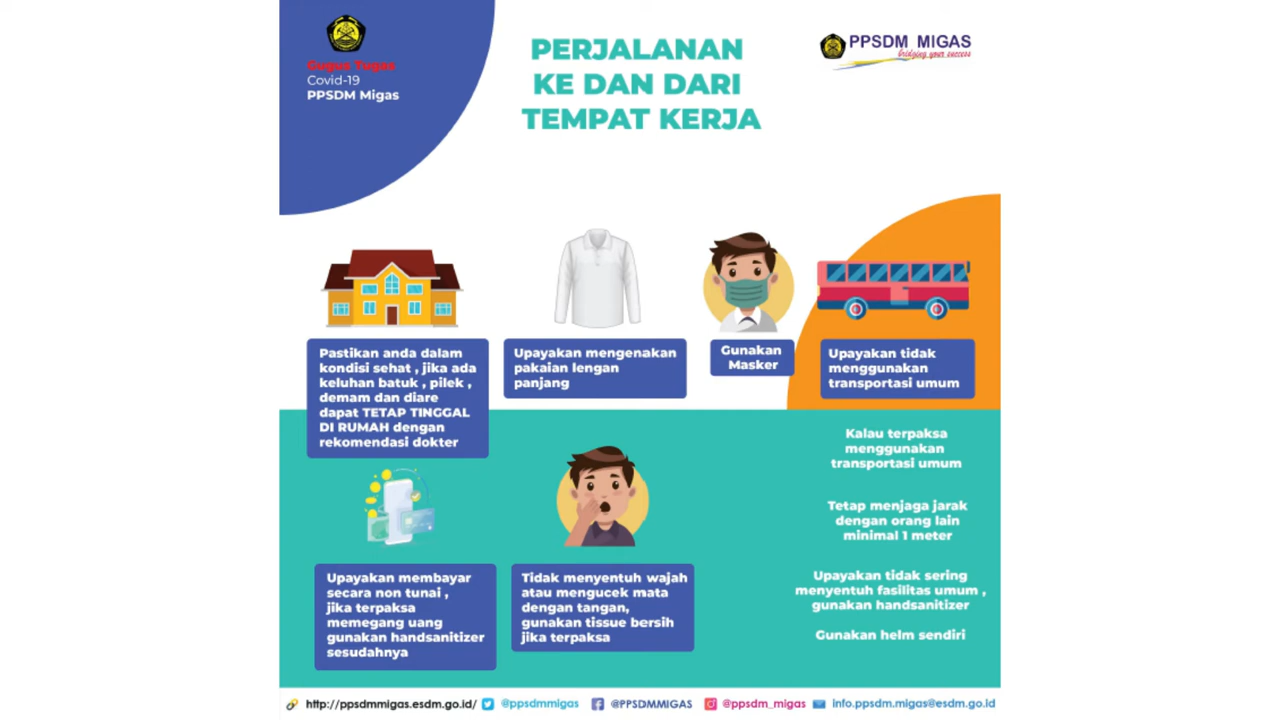 Gugus Tugas
Covid-19
PPSDM Migas
PERJALANAN
KE DAN DARI
TEMPAT KERJA
PPSDM MIGAS
bridging your success
Pastikan anda dalam
kondisi sehat , jika ada
keluhan batuk , pilek ,
demam dan diare
dapat TETAP TINGGAL
DI RUMAH dengan
rekomendasi dokter
Upayakan mengenakan
pakaian lengan
panjang
Gunakan
Masker
Upayakan tidak
menggunakan
transportasi umum
Kalau terpaksa
menggunakan
transportasi umum
Tetap menjaga jarak
dengan orang lain
minimal 1 meter
Upayakan tidak sering
menyentuh fasilitas umum ,
gunakan handsanitizer
Gunakan helm sendiri
Upayakan membayar
secara non tunai ,
jika terpaksa
memegang uang
gunakan handsanitizer
sesudahnya
Tidak menyentuh wajah
atau mengucek mata
dengan tangan,
gunakan tissue bersih
jika terpaksa
http://ppsdmmigas.esdm.go.id/ @ppsdmmigas @PPSDMMIGAS @ppsdm_migas info.ppsdm.migas@esdm.go.id